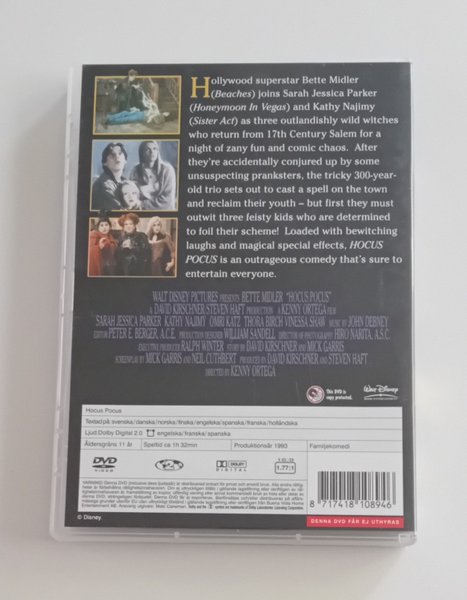 Hollywood superstar Bette Midler
(Beaches) joins Sarah Jessica Parker
(Honeymoon In Vegas) and Kathy Najimy
(Sister Act) as three outlandishly wild witches
who return from 17th Century Salem for a
night of zany fun and comic chaos. After
they're accidentally conjured up by some
unsuspecting pranksters, the tricky 300-year-
old trio sets out to cast a spell on the town
and reclaim their youth – but first they must
outwit three feisty kids who are determined
to foil their scheme! Loaded with bewitching
laughs and magical special effects, HOCUS
POCUS is an outrageous comedy that's sure to
entertain everyone.
WALT DISNEY PICTURES PRESENTS BETTE MIDLER "HOCUS POCUS"
A DAVID KIRSCHNER STEVEN HAFT PRODUCTION A KENNY ORTEGA FILM
SARAH JESSICA PARKER KATHY NAJIMY OMRI KATZ THORA BIRCH VINESSA SHAW MUSIC BY JOHN DEBNEY
EDITOR PETER E. BERGER, A.C.E. PRODUCTION DESIGNER WILLIAM SANDELL DIRECTOR OF PHOTOGRAPHY HIRO NARITA, A.S.C.
EXECUTIVE PRODUCER RALPH WINTER STORY BY DAVID KIRSCHNER AND MICK GARRIS
SCREENPLAY BY MICK GARRIS AND NEIL CUTHBERT PRODUCED BY DAVID KIRSCHNER AND STEVEN HAFT
DIRECTED BY KENNY ORTEGA
This DVD is
copy protected.
WALT DISNEY
Hocus Pocus
Textad på: svenska/danska/norska/finska/engelska/spanska/franska/holländska
Ljud: Dolby Digital 2.0 engelska/franska/spanska
Åldersgräns 11 år Speltid ca 1h 32min Produktionsår 1993 Familjekomedi
DVD VIDEO
DOLBY DIGITAL
1.77:1
8 717418 108946
© Disney.
DENNA DVD FÅR EJ UTHYRAS